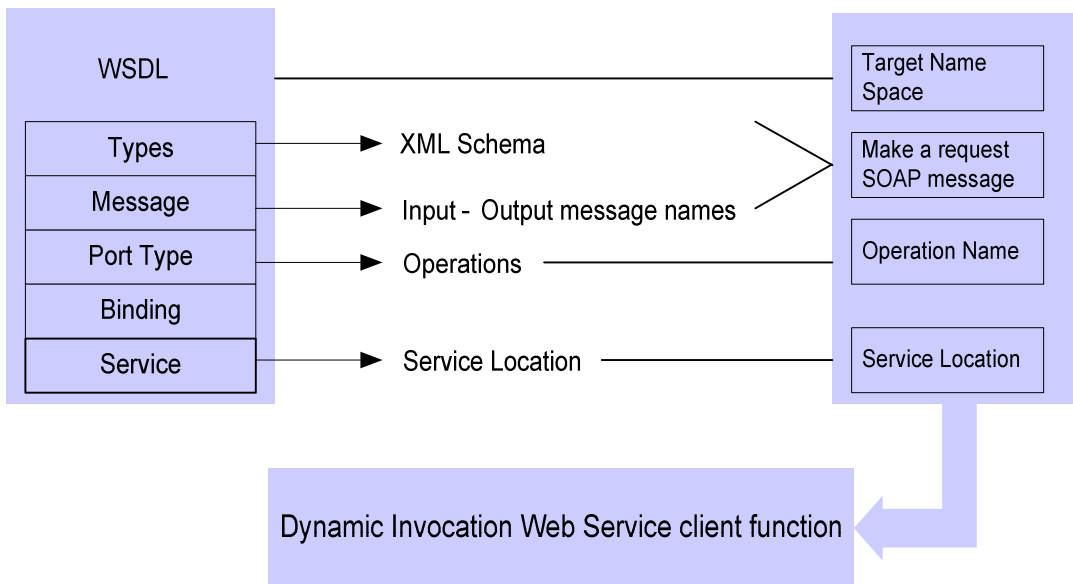 WSDL
Types
Message
Port Type
Binding
Service
XML Schema
Input - Output message names
Operations
Service Location
Target Name
Space
Make a request
SOAP message
Operation Name
Service Location
Dynamic Invocation Web Service client function